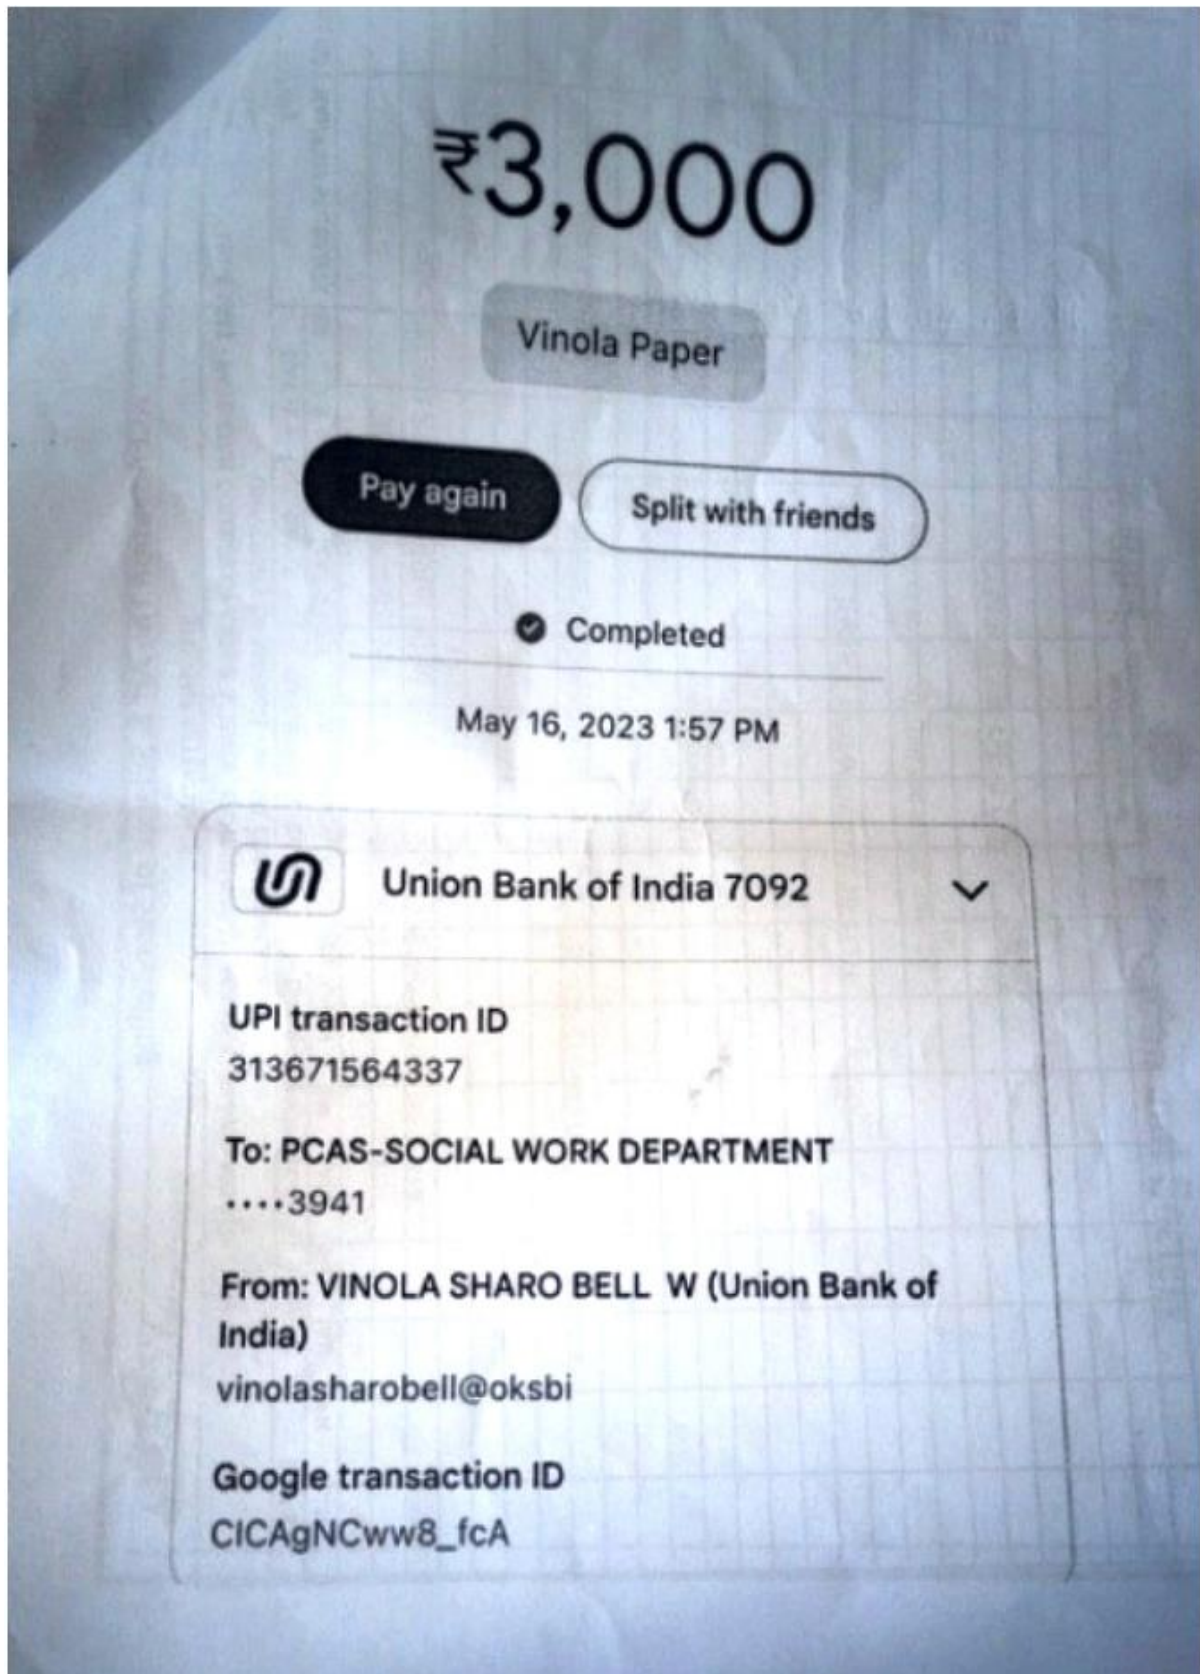 ₹3,000
Vinola Paper
Pay again
Split with friends
Completed
May 16, 2023 1:57 PM
Union Bank of India 7092
UPI transaction ID
313671564337
To: PCAS-SOCIAL WORK DEPARTMENT
····3941
From: VINOLA SHARO BELL W (Union Bank of
India)
vinolasharobell@oksbi
Google transaction ID
CICAgNCww8_fcA